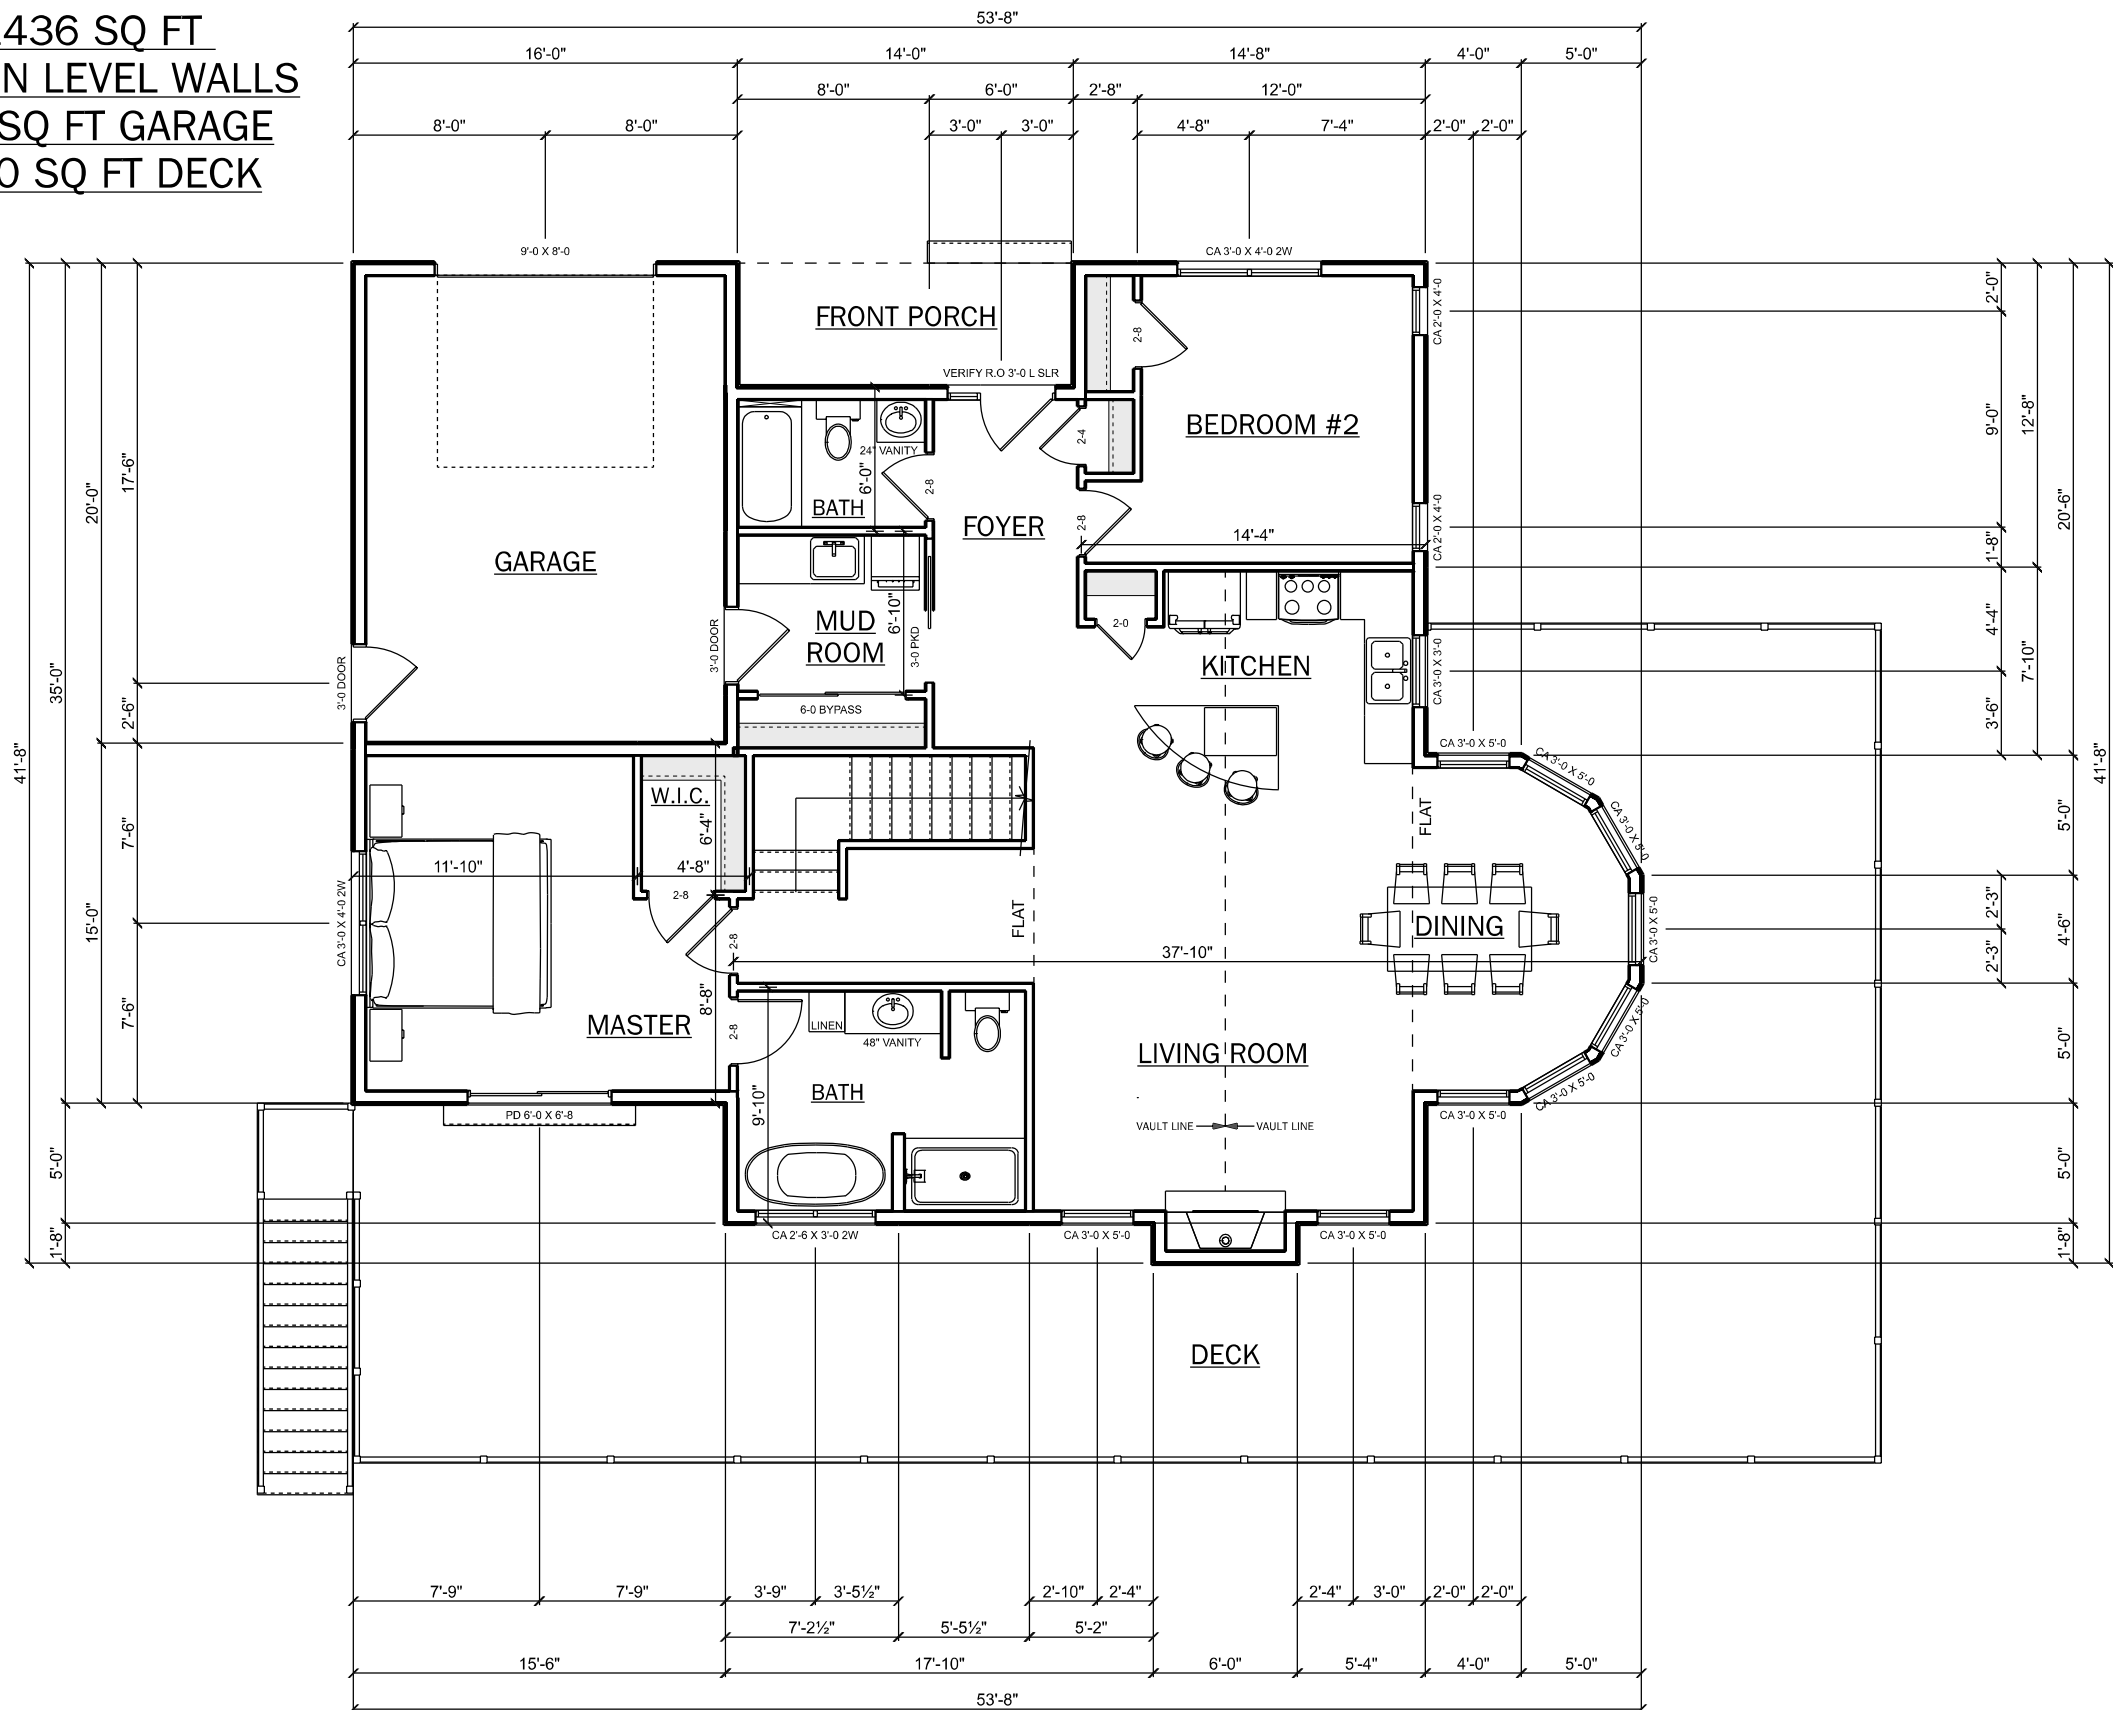 436 SQ FT
N LEVEL WALLS
SQ FT GARAGE
SQ FT DECK
53'-8"
16'-0"
14'-0"
14'-8"
4'-0"
5'-0"
8'-0"
6'-0"
2'-8"
12'-0"
8'-0"
8'-0"
3'-0"
3'-0"
4'-8"
7'-4"
2'-0"
2'-0"
9'-0 X 8'-0
CA 3'-0 X 4'-0 2W
FRONT PORCH
VERIFY R.O 3'-0 L SLR
2-8
CA 2'-0 X 4'-0
BEDROOM #2
2-4
24" VANITY
6'-0"
BATH
2-8
FOYER
2-8
14'-4"
CA 2'-0 X 4'-0
GARAGE
MUD
ROOM
6'-10"
3'-0 DOOR
3-0 PKD
2-0
KITCHEN
CA 3'-0 X 3'-0
3'-0 DOOR
6-0 BYPASS
CA 3'-0 X 5'-0
CA 3'-0 X 5'-0
CA 3'-0 X 5'-0
W.I.C.
6'-4"
FLAT
11'-10"
4'-8"
2-8
CA 3'-0 X 4'-0 2W
2-8
FLAT
DINING
CA 3'-0 X 5'-0
37'-10"
8'-8"
MASTER
2-8
LINEN
48" VANITY
LIVING ROOM
CA 3'-0 X 5'-0
BATH
9'-10"
CA 3'-0 X 5'-0
PD 6'-0 X 6'-8
CA 3'-0 X 5'-0
VAULT LINE
VAULT LINE
CA 2'-6 X 3'-0 2W
CA 3'-0 X 5'-0
CA 3'-0 X 5'-0
DECK
41'-8"
35'-0"
5'-0"
1'-8"
20'-0"
15'-0"
17'-6"
2'-6"
7'-6"
7'-6"
2'-0"
9'-0"
1'-8"
4'-4"
3'-6"
2'-3"
2'-3"
12'-8"
7'-10"
20'-6"
5'-0"
4'-6"
5'-0"
5'-0"
1'-8"
41'-8"
7'-9"
7'-9"
3'-9"
3'-5½"
2'-10"
2'-4"
2'-4"
3'-0"
2'-0"
2'-0"
7'-2½"
5'-5½"
5'-2"
15'-6"
17'-10"
6'-0"
5'-4"
4'-0"
5'-0"
53'-8"